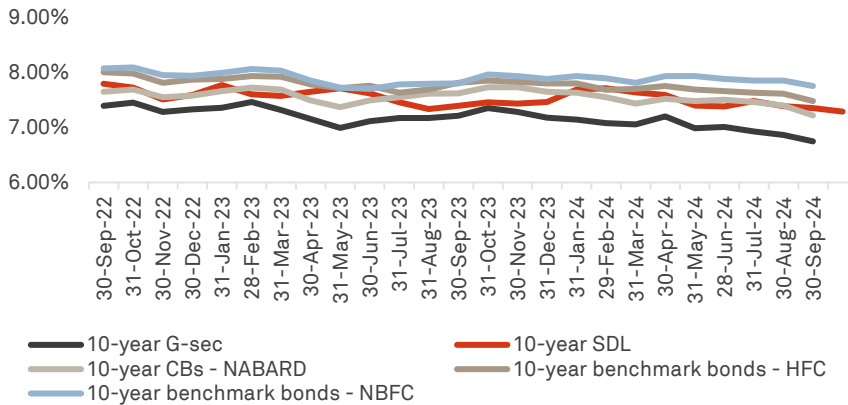 9.00%
8.00%
7.00%
6.00%
30-Sep-22
31-Oct-22
30-Nov-22
30-Dec-22
31-Jan-23
28-Feb-23
31-Mar-23
30-Apr-23
31-May-23
30-Jun-23
31-Jul-23
31-Aug-23
30-Sep-23
31-Oct-23
30-Nov-23
31-Dec-23
31-Jan-24
29-Feb-24
31-Mar-24
30-Apr-24
31-May-24
28-Jun-24
31-Jul-24
30-Aug-24
30-Sep-24
10-year G-sec
10-year SDL
10-year CBs - NABARD
10-year benchmark bonds - HFC
10-year benchmark bonds - NBFC